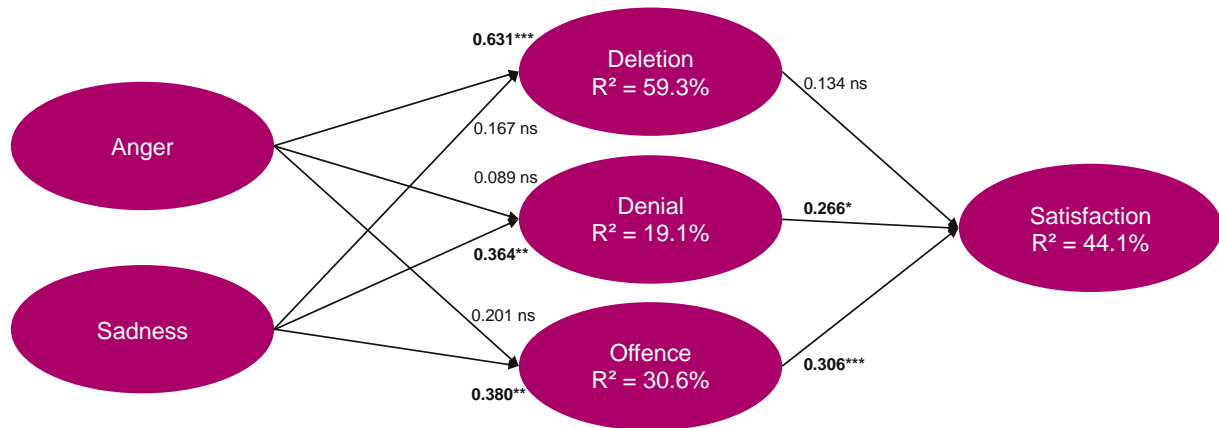 0.631***
Deletion
R² = 59.3%
0.134 ns
0.167 ns
Anger
0.089 ns
Denial
R² = 19.1%
0.266*
0.364**
Satisfaction
R² = 44.1%
Sadness
0.201 ns
Offence
R² = 30.6%
0.306***
0.380**